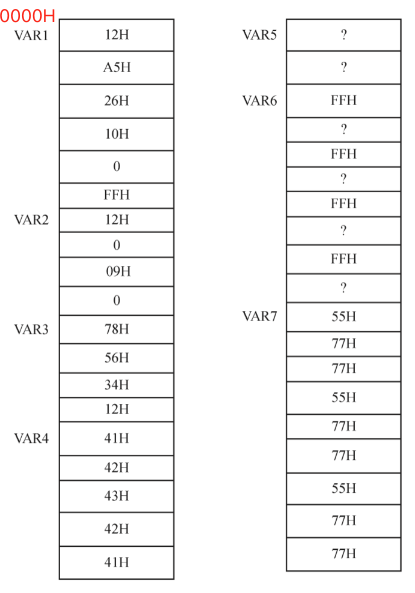 0000H
VAR1 12H
A5H
26H
10H
0
FFH
VAR2 12H
0
09H
0
VAR3 78H
56H
34H
12H
VAR4 41H
42H
43H
42H
41H
VAR5 ?
?
VAR6 FFH
?
FFH
?
FFH
?
FFH
?
VAR7 55H
77H
77H
55H
77H
77H
55H
77H
77H